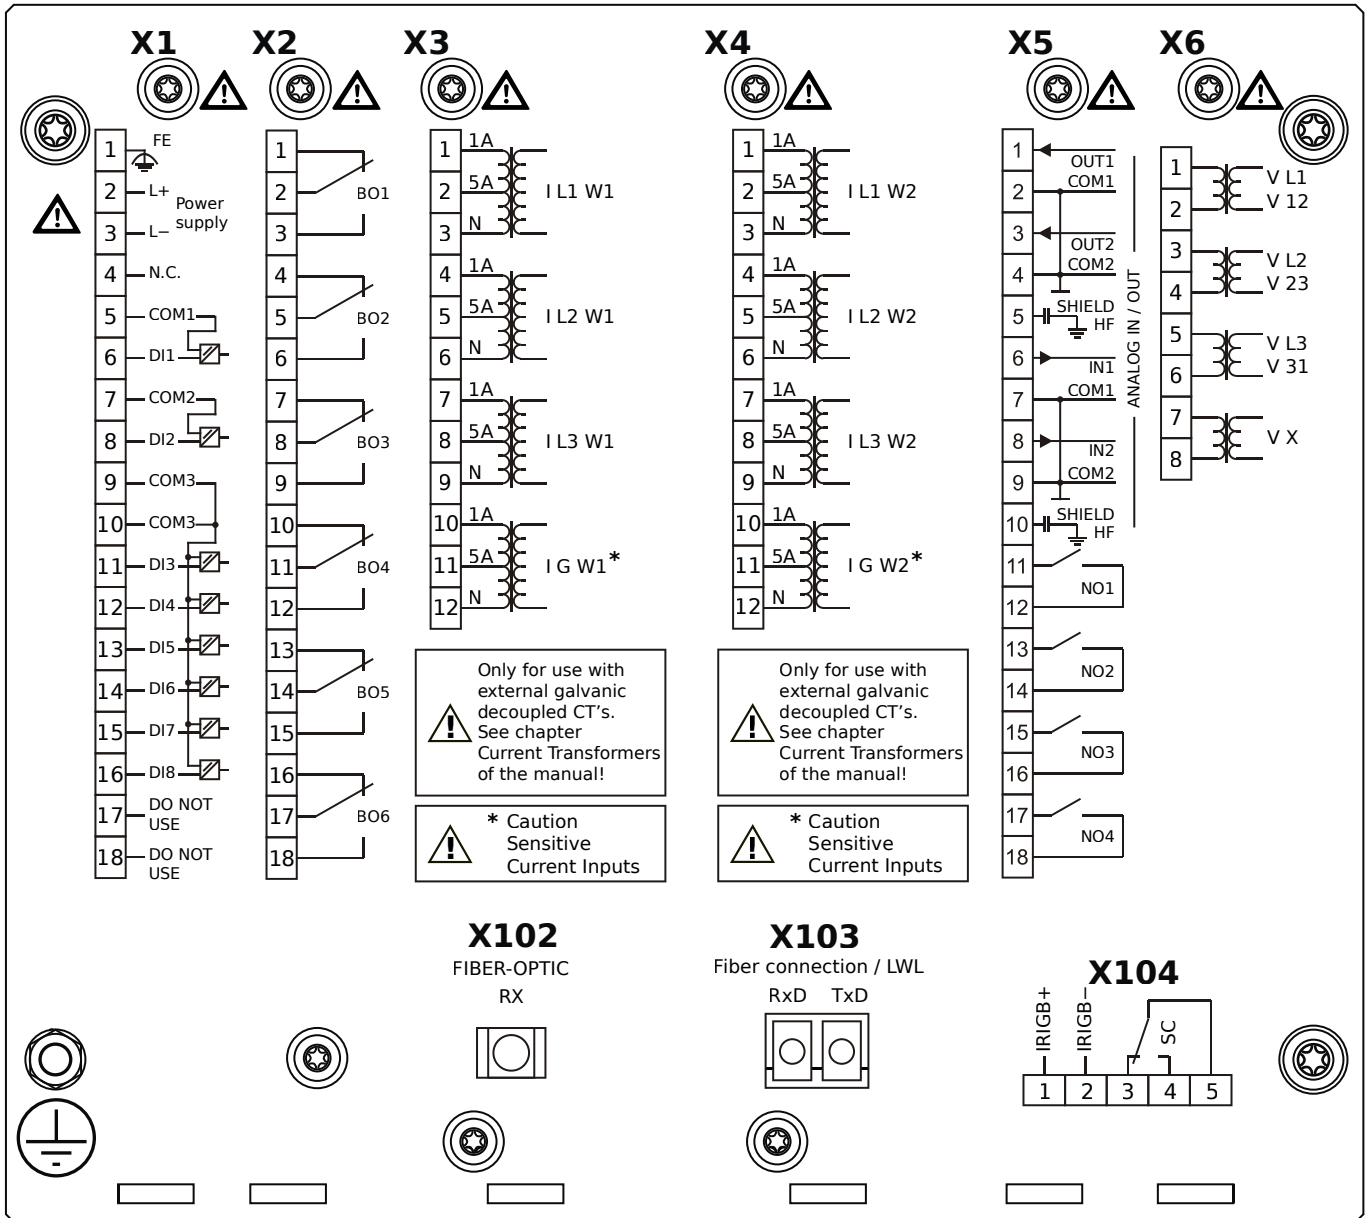 X1
X2
X3
X4
X5
X6
1 FE
2 L+
Power
supply
3 L−
4 N.C.
5 COM1
6 DI1
7 COM2
8 DI2
9 COM3
10 COM3
11 DI3
12 DI4
13 DI5
14 DI6
15 DI7
16 DI8
17 DO NOT
USE
18 DO NOT
USE
1
2 BO1
3
4
5 BO2
6
7
8 BO3
9
10
11 BO4
12
13
14 BO5
15
16
17 BO6
18
1 1A
2 5A I L1 W1
3 N
4 1A
5 5A I L2 W1
6 N
7 1A
8 5A I L3 W1
9 N
10 1A
11 5A I G W1*
12 N
Only for use with
external galvanic
decoupled CT's.
See chapter
Current Transformers
of the manual!
* Caution
Sensitive
Current Inputs
1 1A
2 5A I L1 W2
3 N
4 1A
5 5A I L2 W2
6 N
7 1A
8 5A I L3 W2
9 N
10 1A
11 5A I G W2*
12 N
Only for use with
external galvanic
decoupled CT's.
See chapter
Current Transformers
of the manual!
* Caution
Sensitive
Current Inputs
1
OUT1
2 COM1
3
OUT2
4 COM2
5 SHIELD
HF
6
IN1
7 COM1
8
IN2
9 COM2
10 SHIELD
HF
ANALOG IN / OUT
11
NO1
12
13
NO2
14
15
NO3
16
17
NO4
18
1
V L1
2 V 12
3
V L2
4 V 23
5
V L3
6 V 31
7
V X
8
X102
FIBER-OPTIC
RX
X103
Fiber connection / LWL
RxD TxD
X104
IRIGB+
IRIGB−
SC
1 2 3 4 5